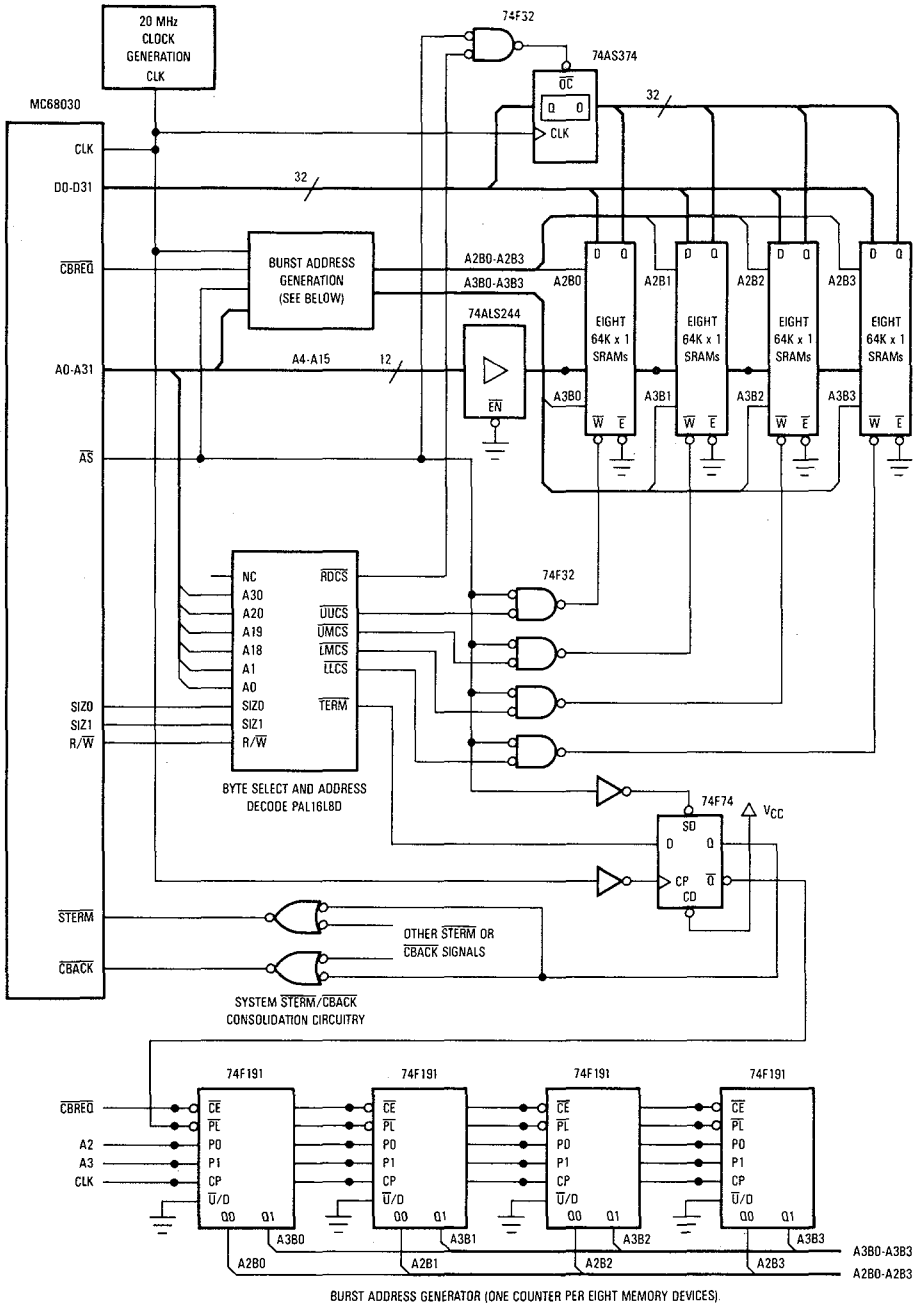 20 MHz
CLOCK
GENERATION
CLK
74F32
74AS374
OC
Q O
CLK
32
MC68030
CLK
D0-D31
32
CBREQ
BURST ADDRESS
GENERATION
(SEE BELOW)
A2B0-A2B3
A3B0-A3B3
74ALS244
EN
A0-A31
A4-A15
12
A2B0
A2B1
A2B2
A2B3
D Q
EIGHT
64K x 1
SRAMs
W E
D Q
EIGHT
64K x 1
SRAMs
W E
D Q
EIGHT
64K x 1
SRAMs
W E
D Q
EIGHT
64K x 1
SRAMs
W E
A3B0
A3B1
A3B2
A3B3
AS
NC
A30
A20
A19
A18
A1
A0
SIZ0
SIZ1
R/W
RDCS
UUCS
UMCS
LMCS
LLCS
TERM
SIZ0
SIZ1
R/W
BYTE SELECT AND ADDRESS
DECODE PAL16L8D
74F32
74F74
VCC
SD
D Q
CP Q
CD
STERM
CBACK
OTHER STERM OR
CBACK SIGNALS
SYSTEM STERM/CBACK
CONSOLIDATION CIRCUITRY
74F191
74F191
74F191
74F191
CBREQ
A2
A3
CLK
CE
PL
P0
P1
CP
U/D
Q0 Q1
CE
PL
P0
P1
CP
U/D
Q0 Q1
CE
PL
P0
P1
CP
U/D
Q0 Q1
CE
PL
P0
P1
CP
U/D
Q0 Q1
A3B0
A3B1
A3B2
A3B3
A3B0-A3B3
A2B0
A2B1
A2B2
A2B3
A2B0-A2B3
BURST ADDRESS GENERATOR (ONE COUNTER PER EIGHT MEMORY DEVICES).